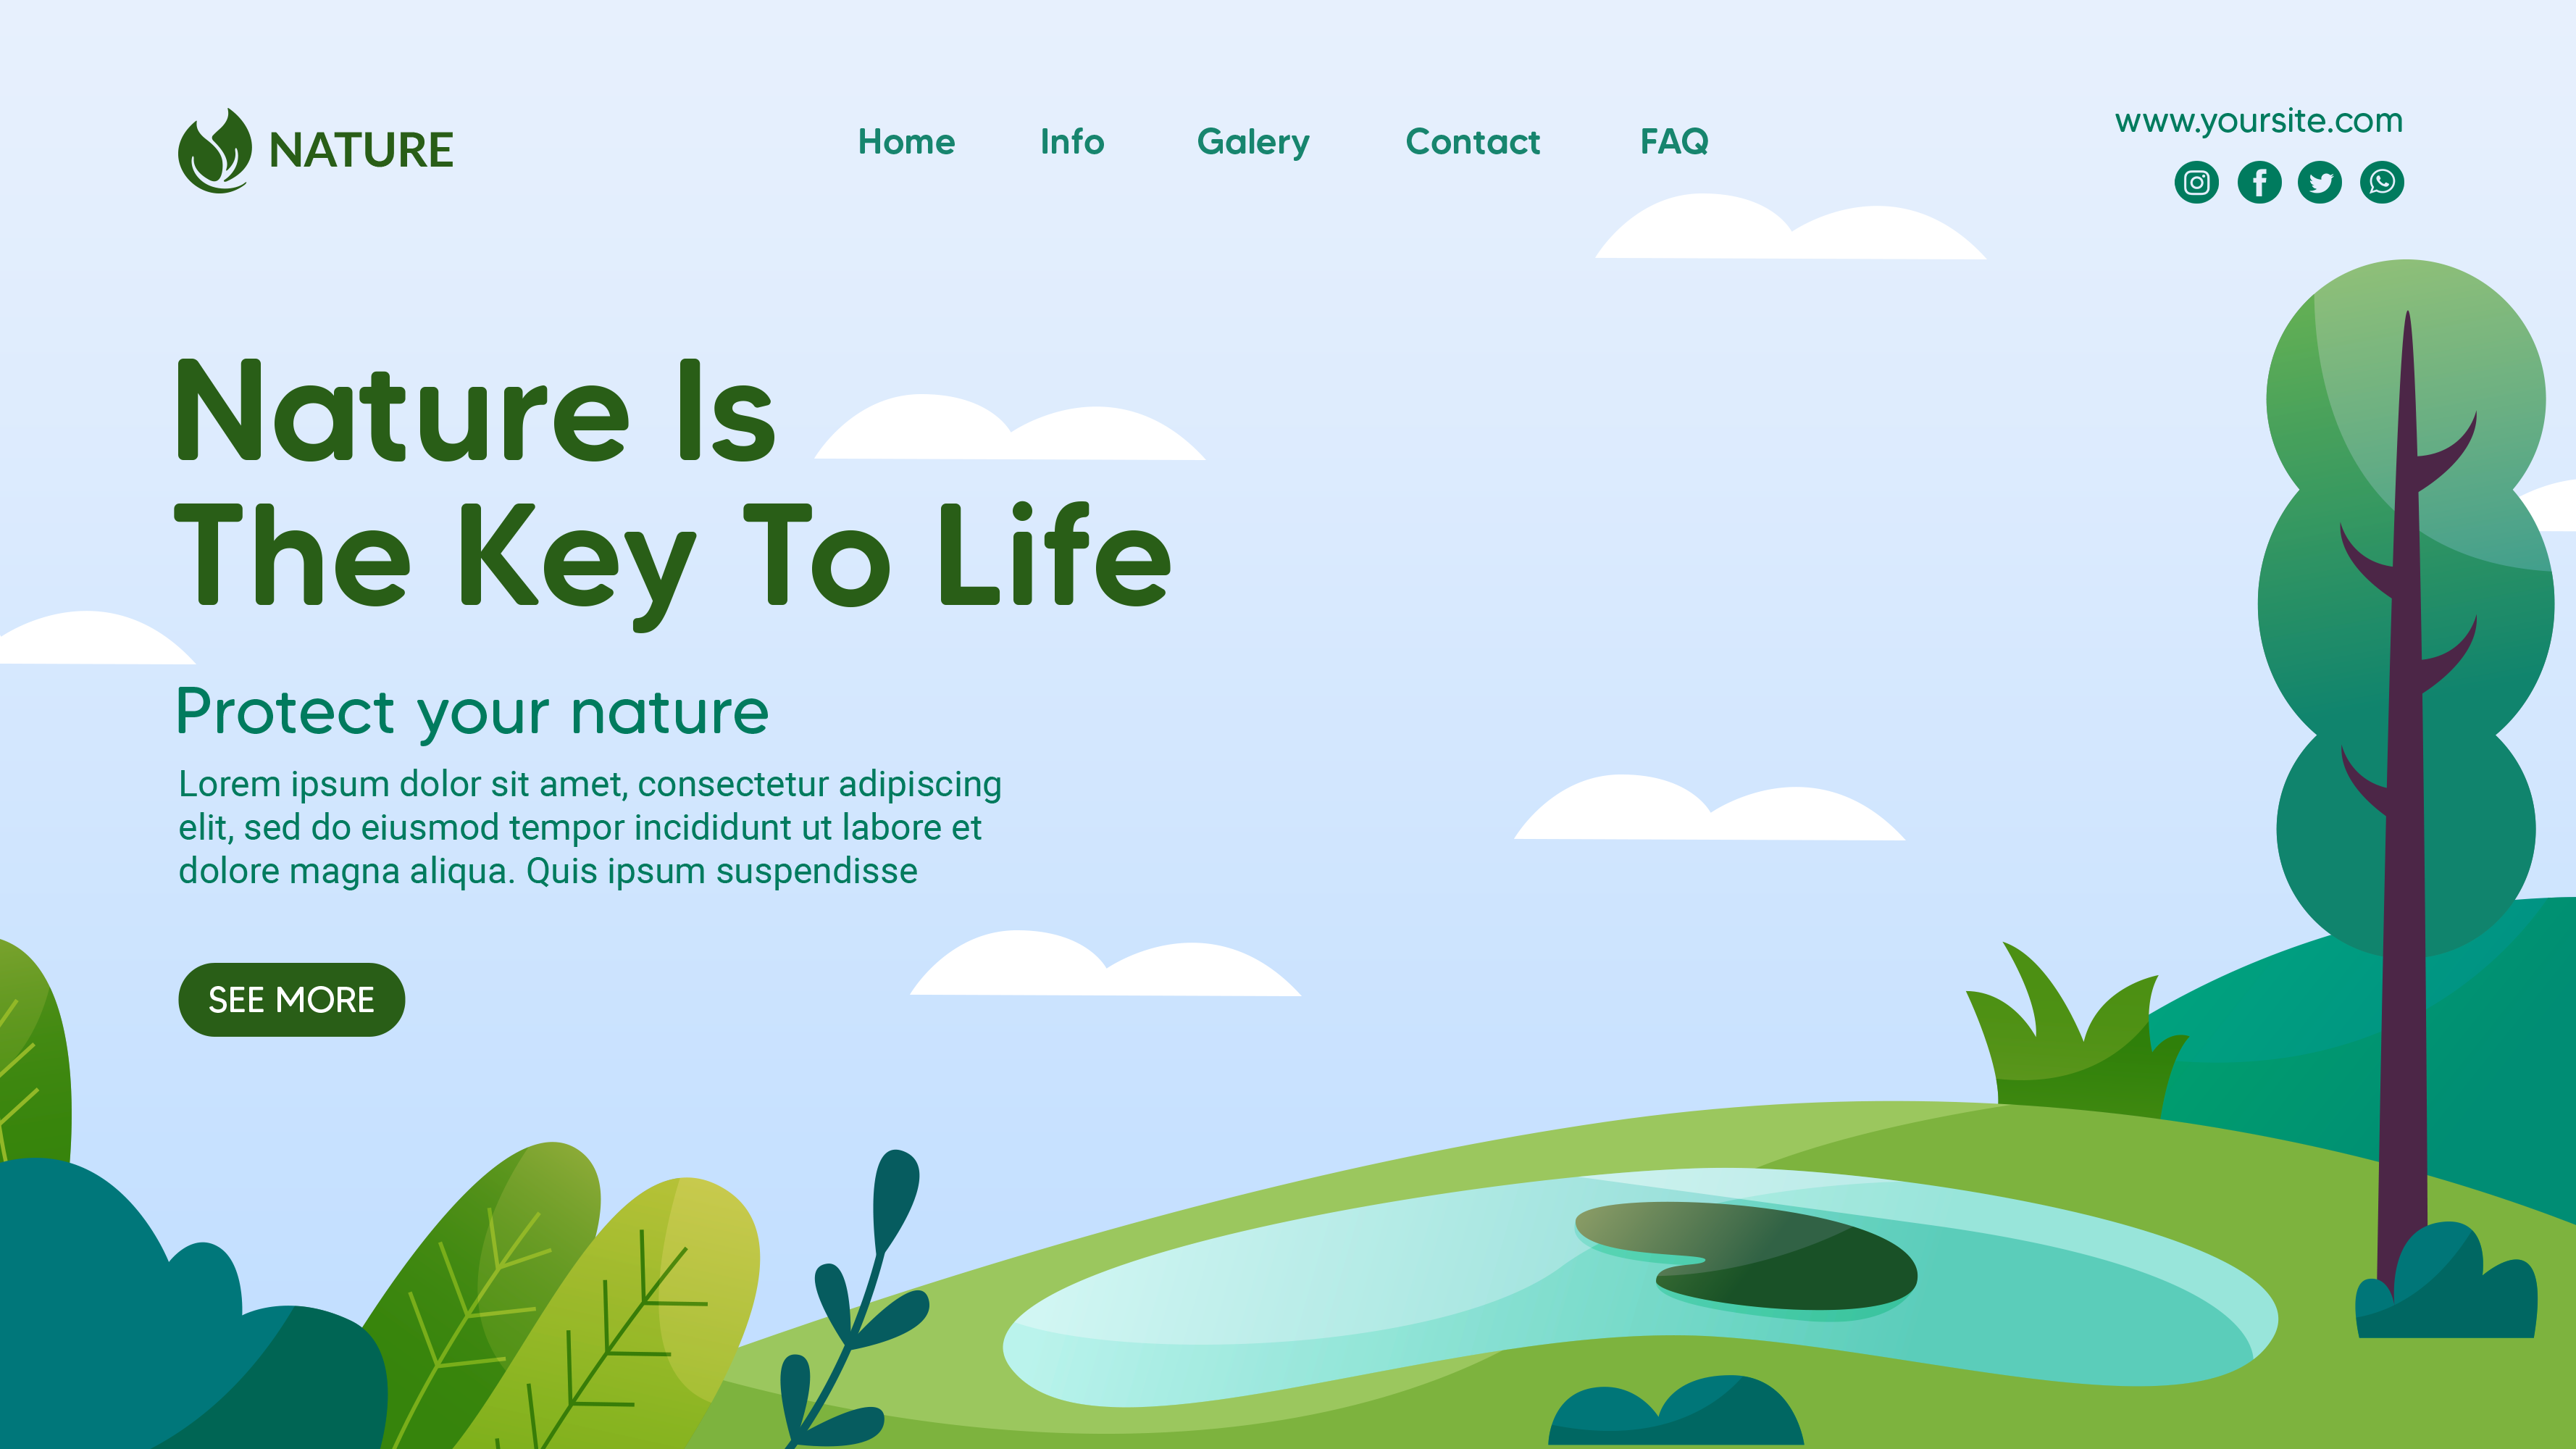 NATURE
Home Info Galery Contact FAQ
www.yoursite.com
Nature Is
The Key To Life
Protect your nature
Lorem ipsum dolor sit amet, consectetur adipiscing
elit, sed do eiusmod tempor incididunt ut labore et
dolore magna aliqua. Quis ipsum suspendisse
SEE MORE